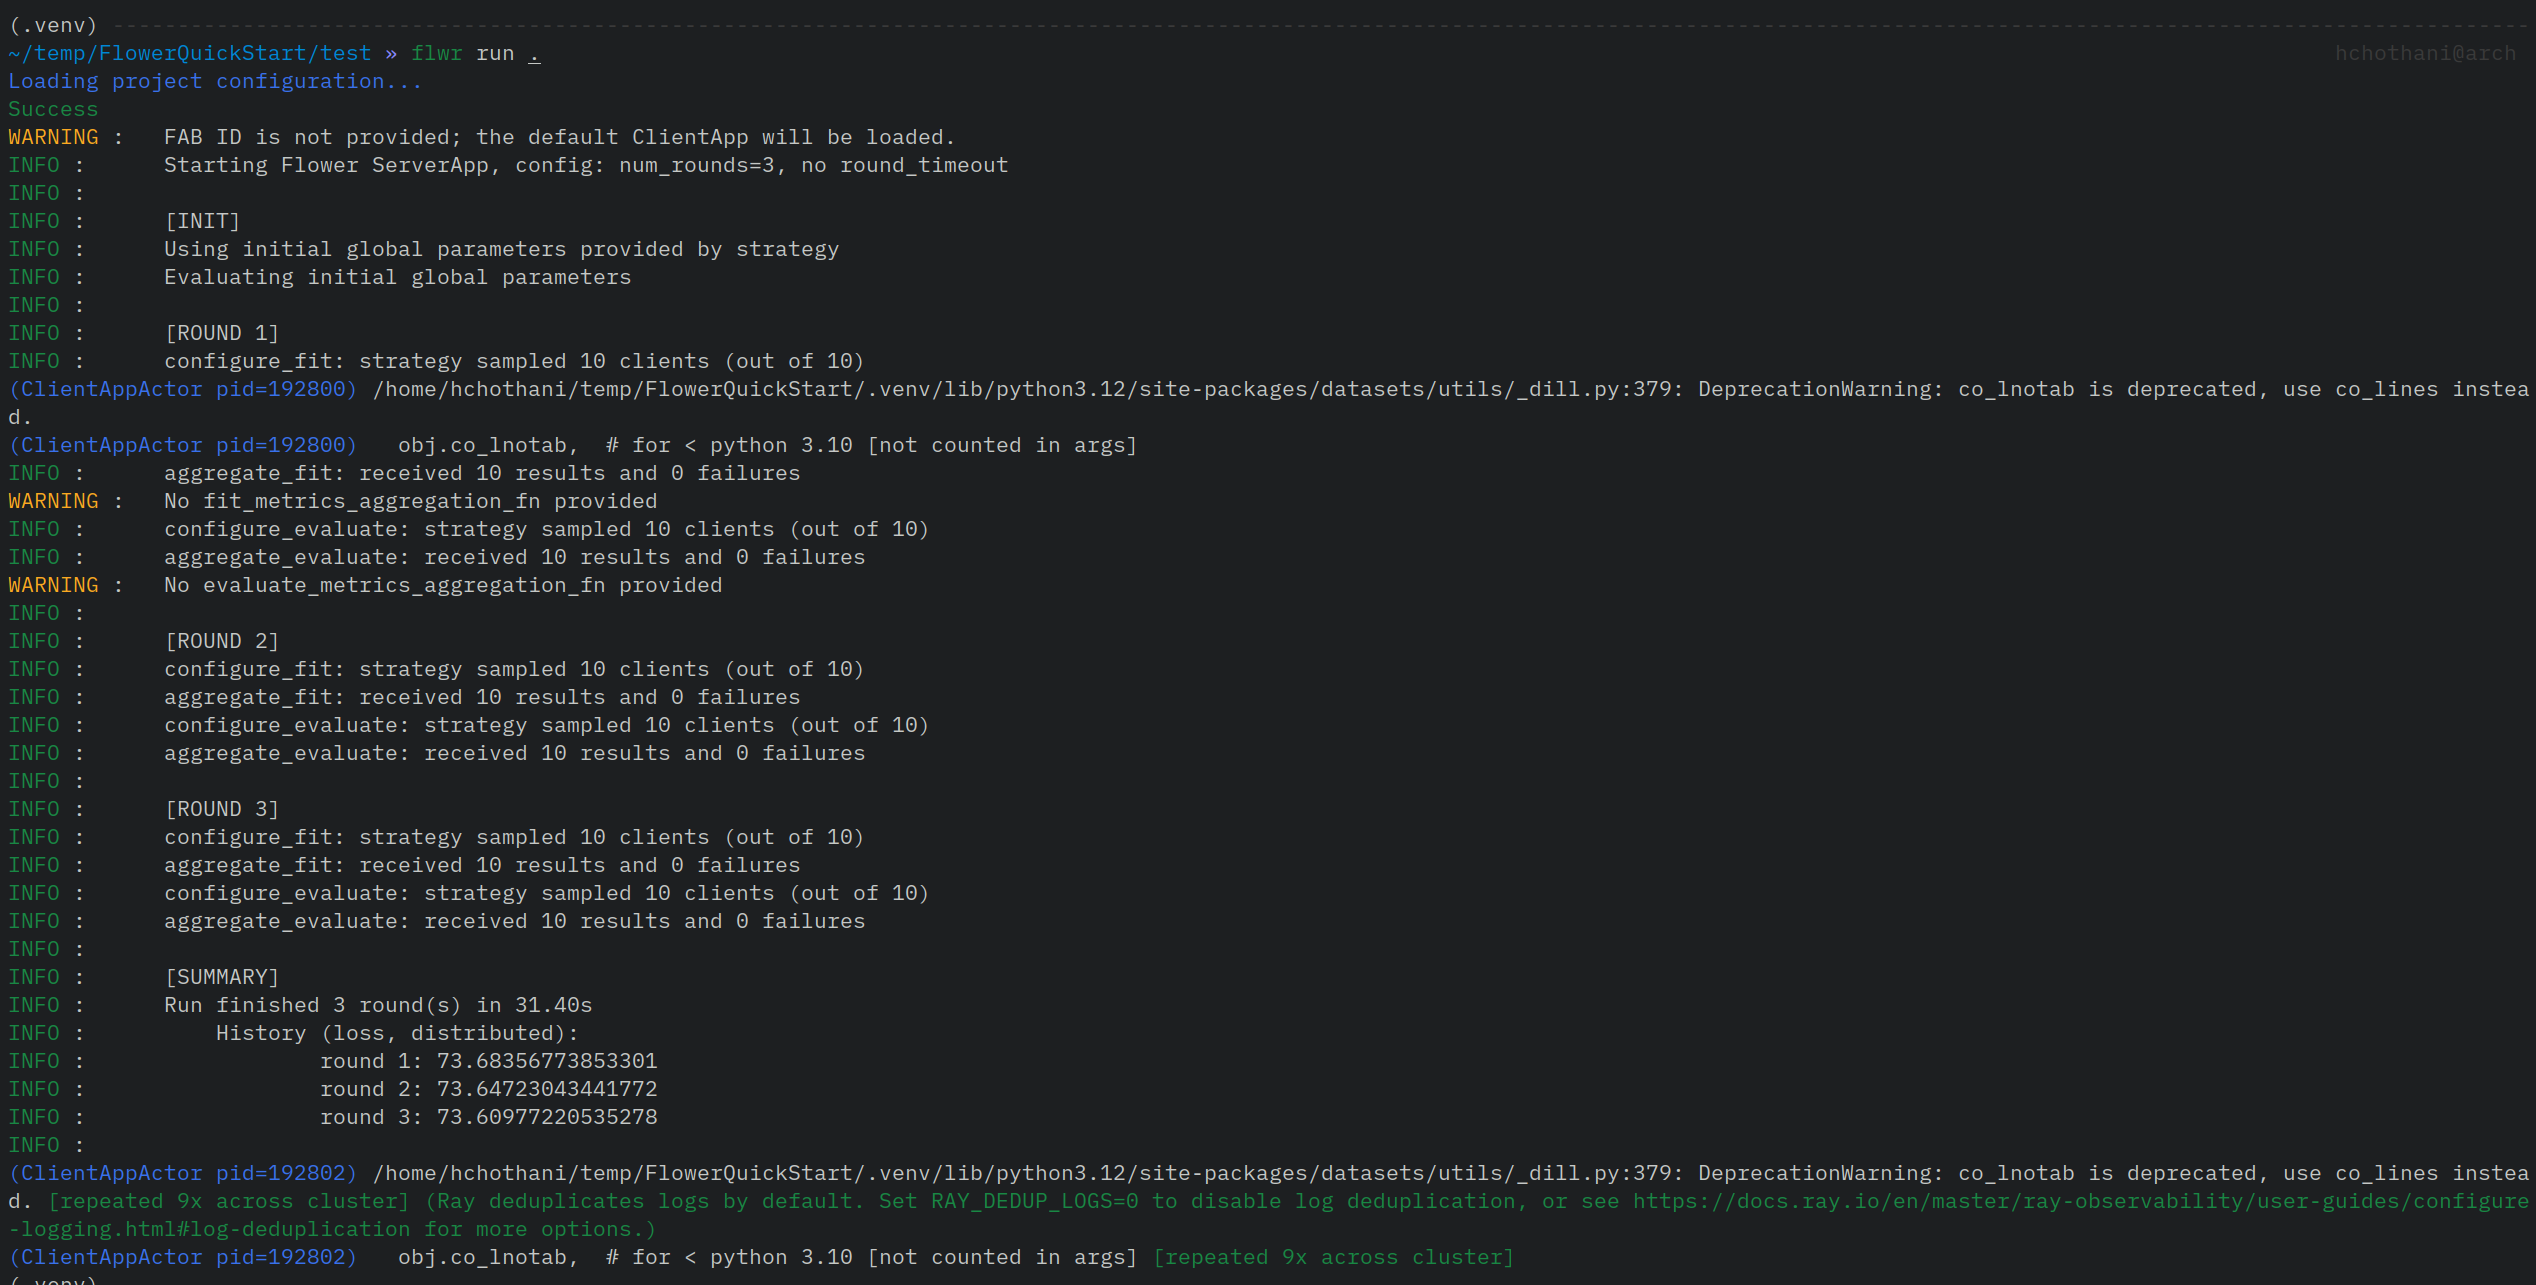 (.venv) --------------------------------
~/temp/FlowerQuickStart/test » flwr run . hchothani@arch
Loading project configuration...
Success
WARNING :   FAB ID is not provided; the default ClientApp will be loaded.
INFO :      Starting Flower ServerApp, config: num_rounds=3, no round_timeout
INFO :
INFO :      [INIT]
INFO :      Using initial global parameters provided by strategy
INFO :      Evaluating initial global parameters
INFO :
INFO :      [ROUND 1]
INFO :      configure_fit: strategy sampled 10 clients (out of 10)
(ClientAppActor pid=192800) /home/hchothani/temp/FlowerQuickStart/.venv/lib/python3.12/site-packages/datasets/utils/_dill.py:379: DeprecationWarning: co_lnotab is deprecated, use co_lines instea
d.
(ClientAppActor pid=192800)   obj.co_lnotab,  # for < python 3.10 [not counted in args]
INFO :      aggregate_fit: received 10 results and 0 failures
WARNING :   No fit_metrics_aggregation_fn provided
INFO :      configure_evaluate: strategy sampled 10 clients (out of 10)
INFO :      aggregate_evaluate: received 10 results and 0 failures
WARNING :   No evaluate_metrics_aggregation_fn provided
INFO :
INFO :      [ROUND 2]
INFO :      configure_fit: strategy sampled 10 clients (out of 10)
INFO :      aggregate_fit: received 10 results and 0 failures
INFO :      configure_evaluate: strategy sampled 10 clients (out of 10)
INFO :      aggregate_evaluate: received 10 results and 0 failures
INFO :
INFO :      [ROUND 3]
INFO :      configure_fit: strategy sampled 10 clients (out of 10)
INFO :      aggregate_fit: received 10 results and 0 failures
INFO :      configure_evaluate: strategy sampled 10 clients (out of 10)
INFO :      aggregate_evaluate: received 10 results and 0 failures
INFO :
INFO :      [SUMMARY]
INFO :      Run finished 3 round(s) in 31.40s
INFO :          History (loss, distributed):
INFO :                  round 1: 73.68356773853301
INFO :                  round 2: 73.64723043441772
INFO :                  round 3: 73.60977220535278
INFO :
(ClientAppActor pid=192802) /home/hchothani/temp/FlowerQuickStart/.venv/lib/python3.12/site-packages/datasets/utils/_dill.py:379: DeprecationWarning: co_lnotab is deprecated, use co_lines instea
d. [repeated 9x across cluster] (Ray deduplicates logs by default. Set RAY_DEDUP_LOGS=0 to disable log deduplication, or see https://docs.ray.io/en/master/ray-observability/user-guides/configure
-logging.html#log-deduplication for more options.)
(ClientAppActor pid=192802)   obj.co_lnotab,  # for < python 3.10 [not counted in args] [repeated 9x across cluster]
(.venv)